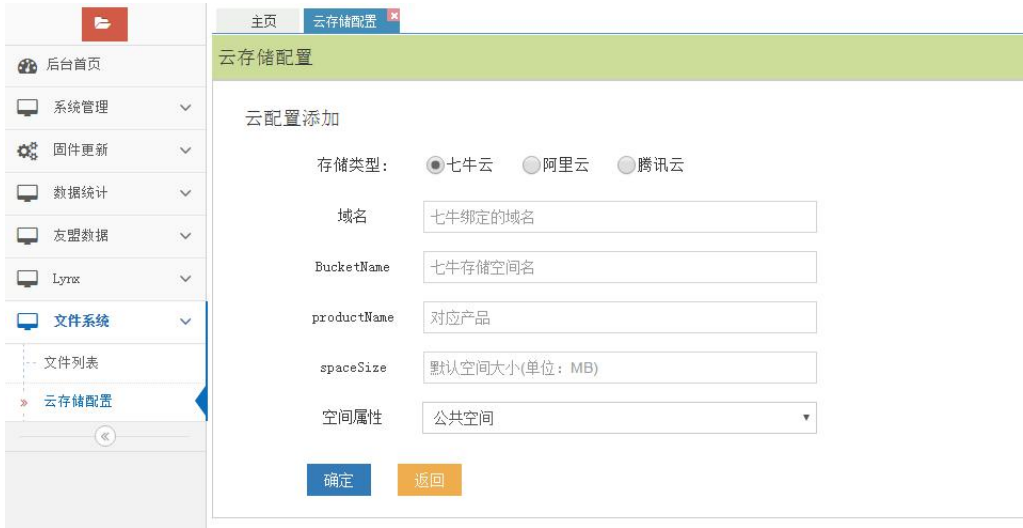 主页 云存储配置
后台首页
系统管理
固件更新
数据统计
友盟数据
Lynx
文件系统
文件列表
云存储配置
云存储配置
云配置添加
存储类型: 七牛云 阿里云 腾讯云
域名 七牛绑定的域名
BucketName 七牛存储空间名
productName 对应产品
spaceSize 默认空间大小(单位：MB)
空间属性 公共空间
确定 返回